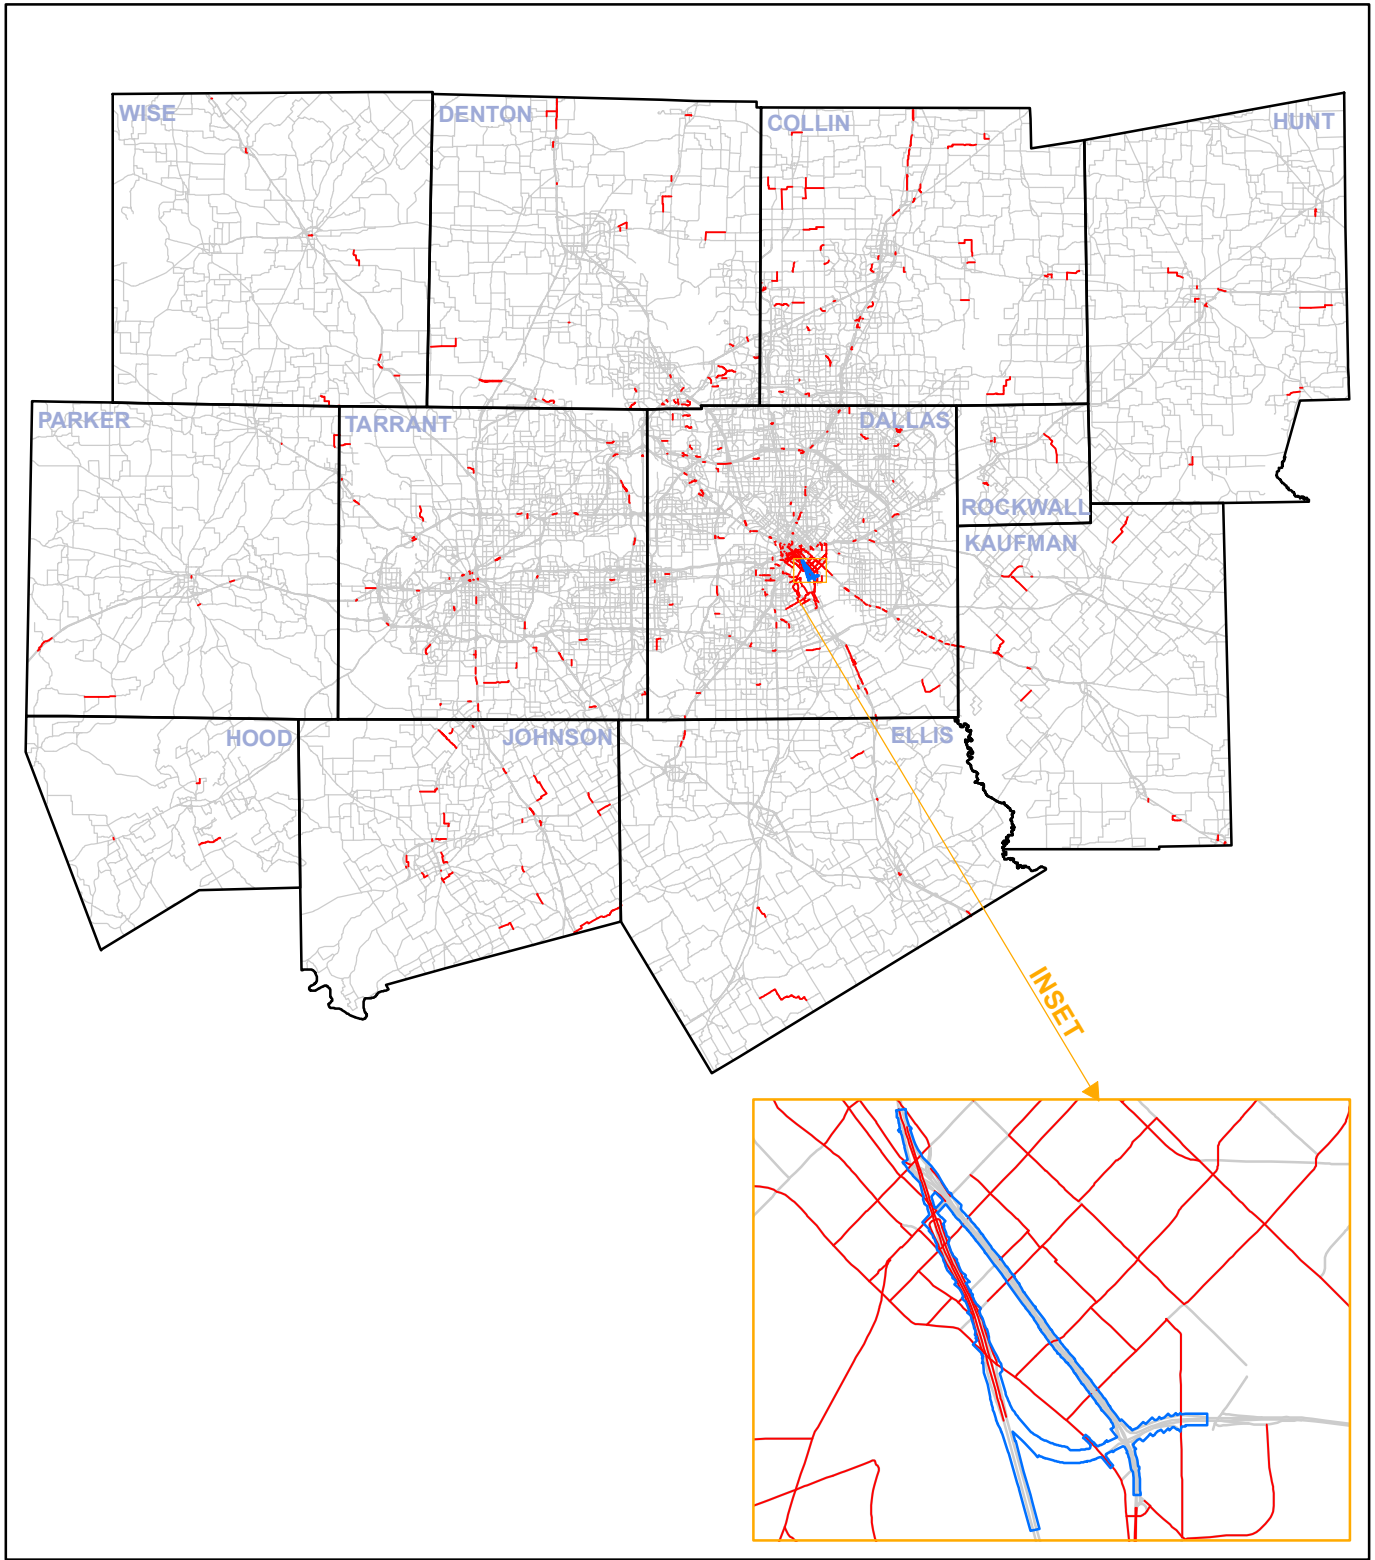 WISE
DENTON
COLLIN
HUNT
PARKER
TARRANT
DALLAS
ROCKWALL
KAUFMAN
HOOD
JOHNSON
ELLIS
INSET